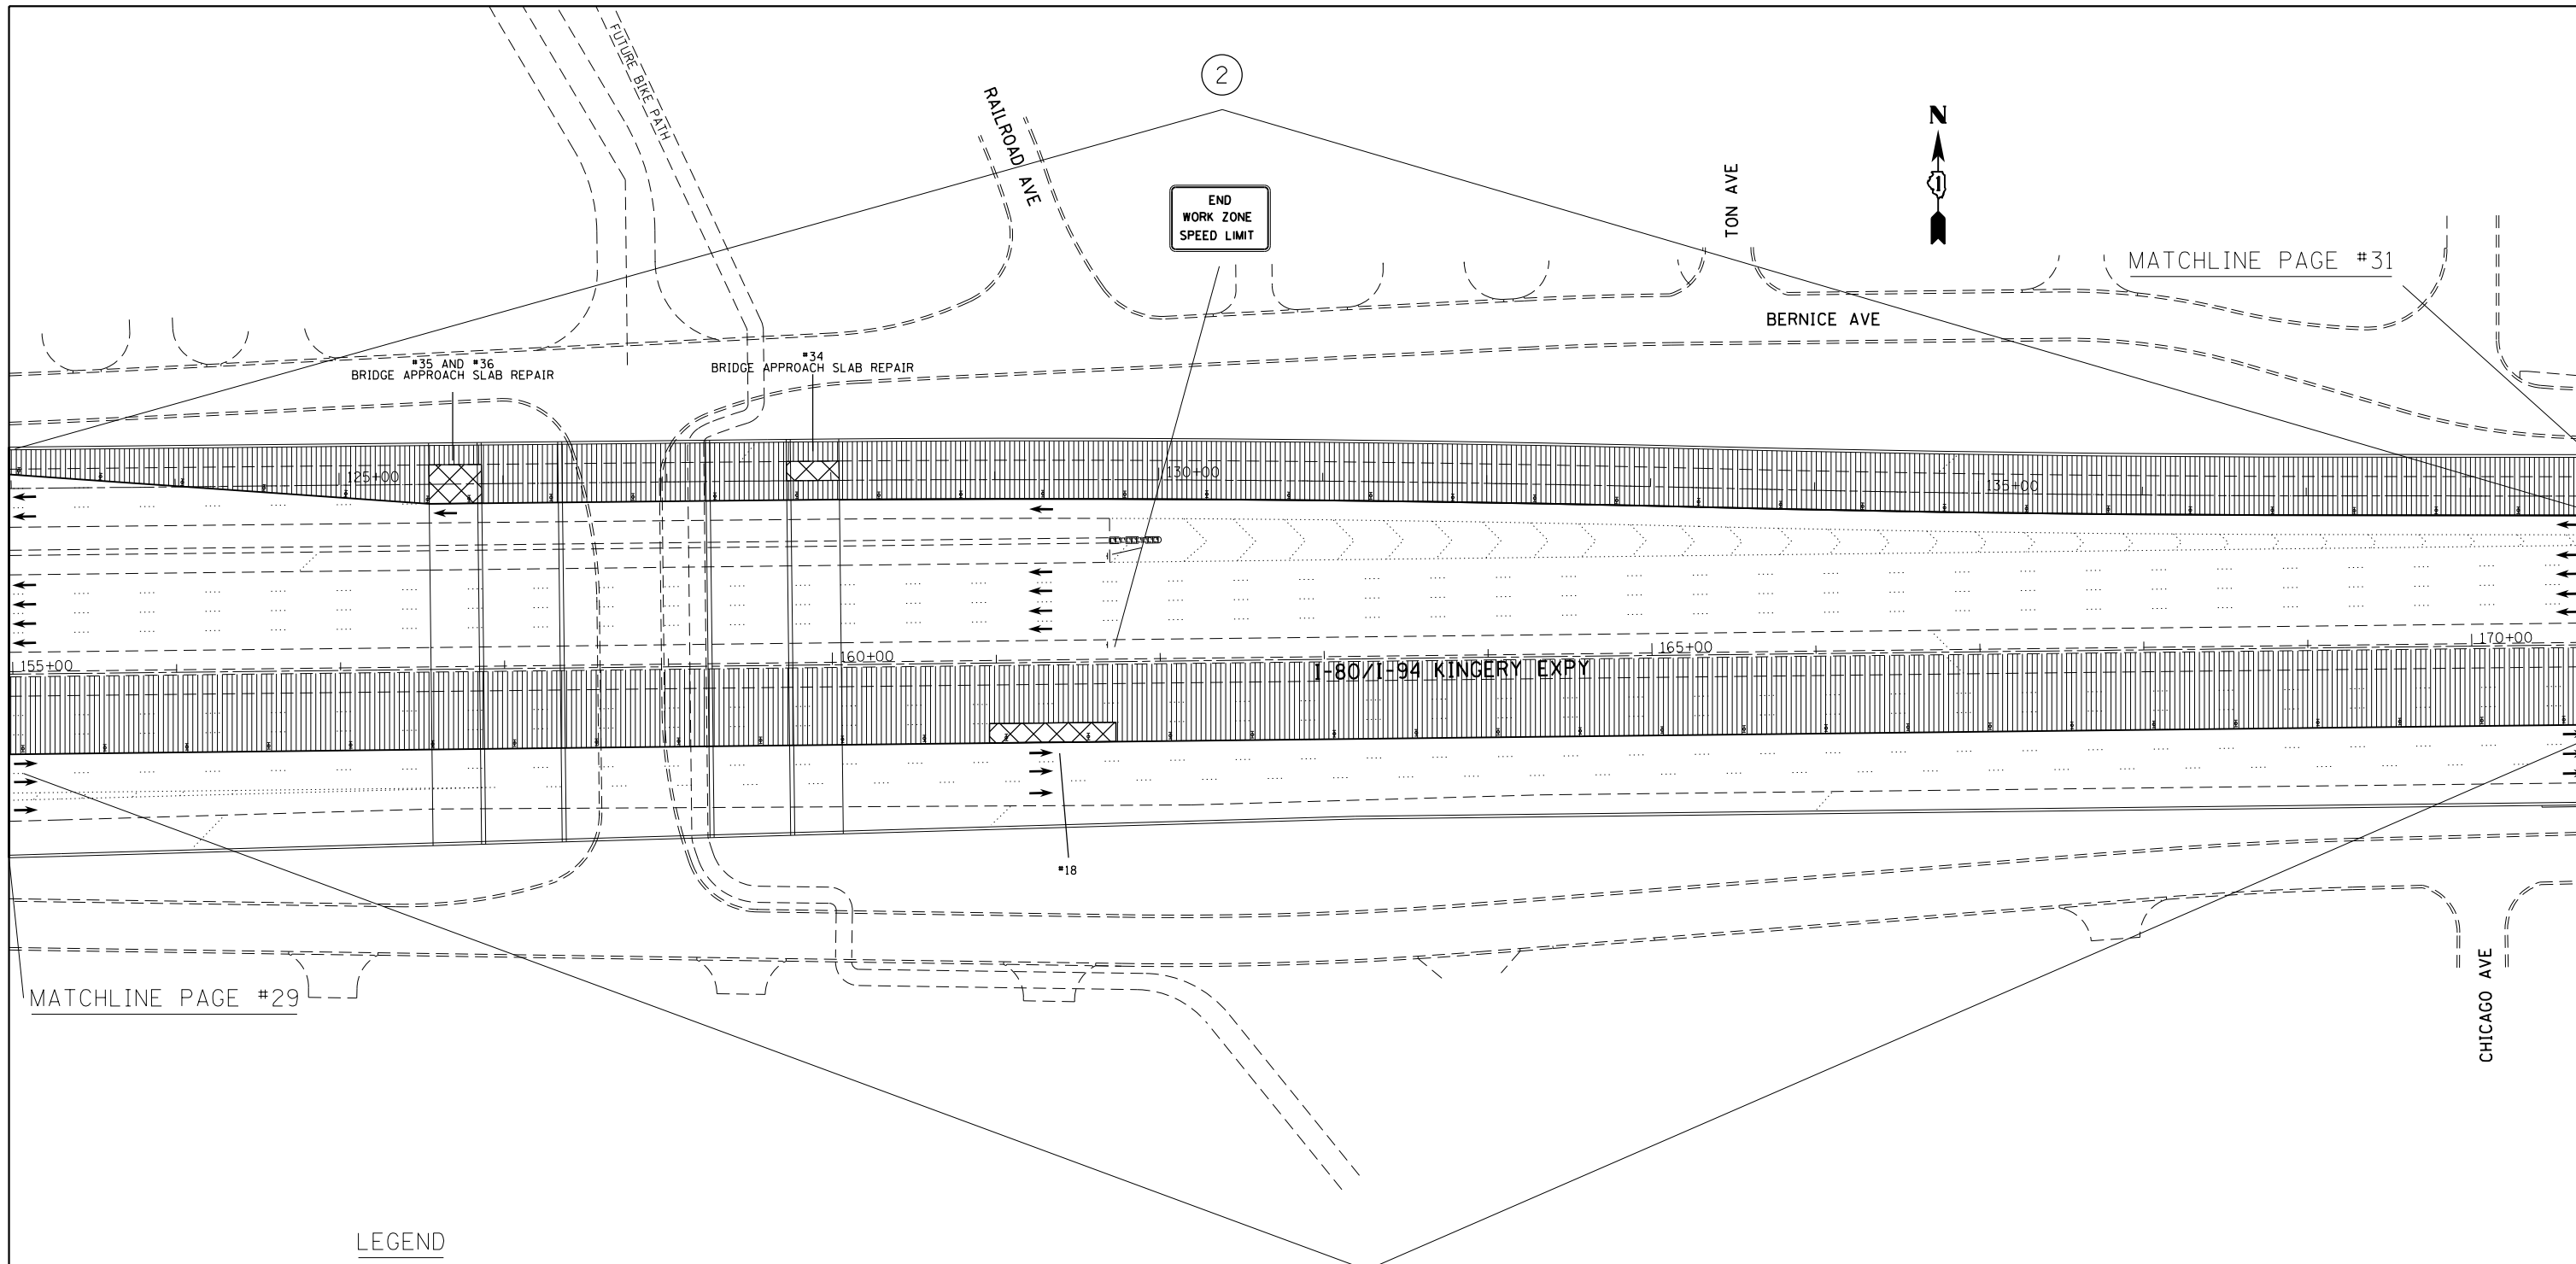 FUTURE BIKE PATH
2
RAILROAD AVE
N
1
TON AVE
END
WORK ZONE
SPEED LIMIT
MATCHLINE PAGE #31
BERNICE AVE
#35 AND #36
BRIDGE APPROACH SLAB REPAIR
#34
BRIDGE APPROACH SLAB REPAIR
125+00
130+00
135+00
155+00
160+00
165+00
170+00
I-80/I-94 KINGERY EXPY
#18
MATCHLINE PAGE #29
CHICAGO AVE
LEGEND